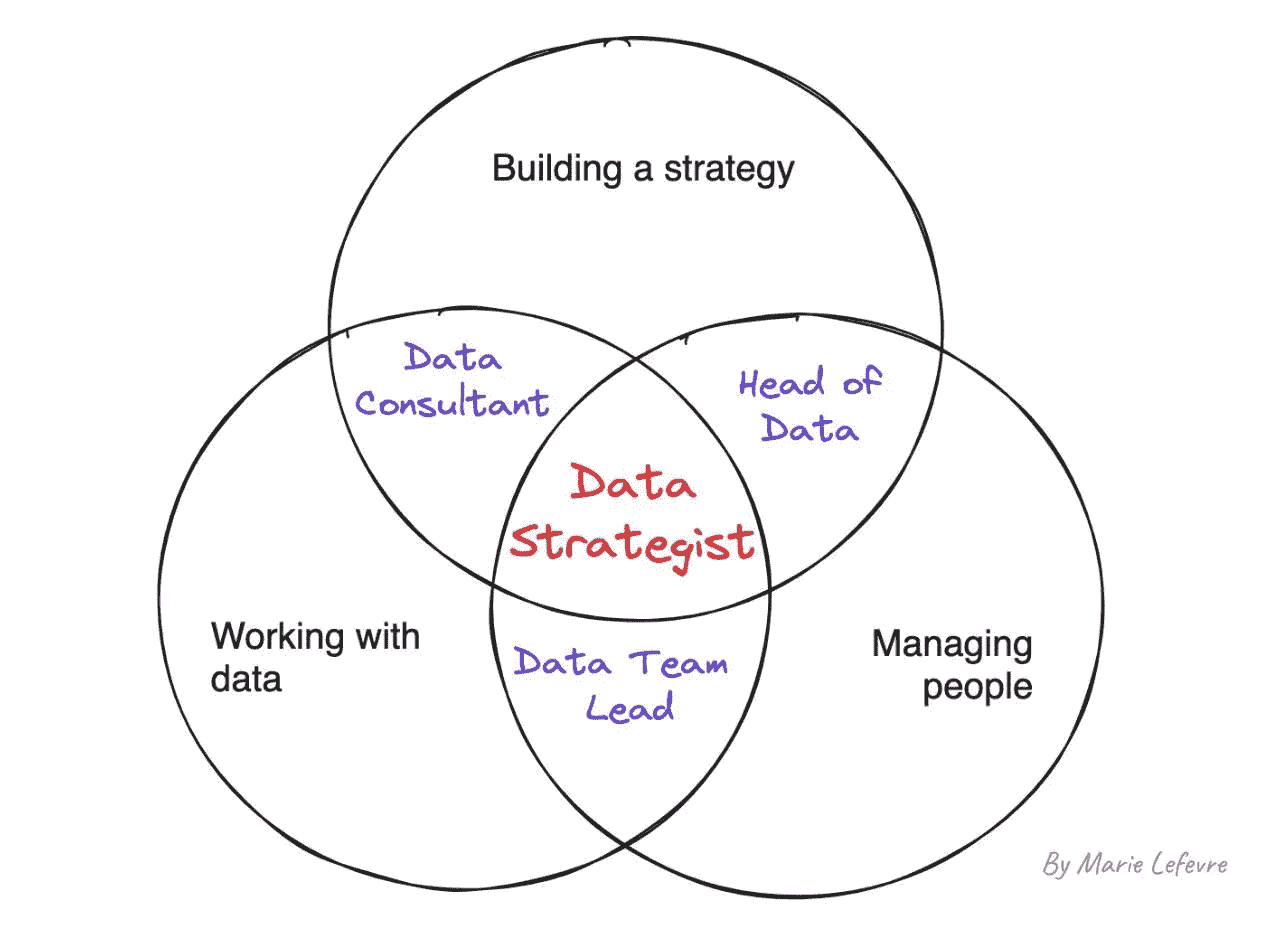 Building a strategy
Data
Consultant
Head of
Data
Data
Strategist
Working with
data
Data Team
Lead
Managing
people
By Marie Lefevre